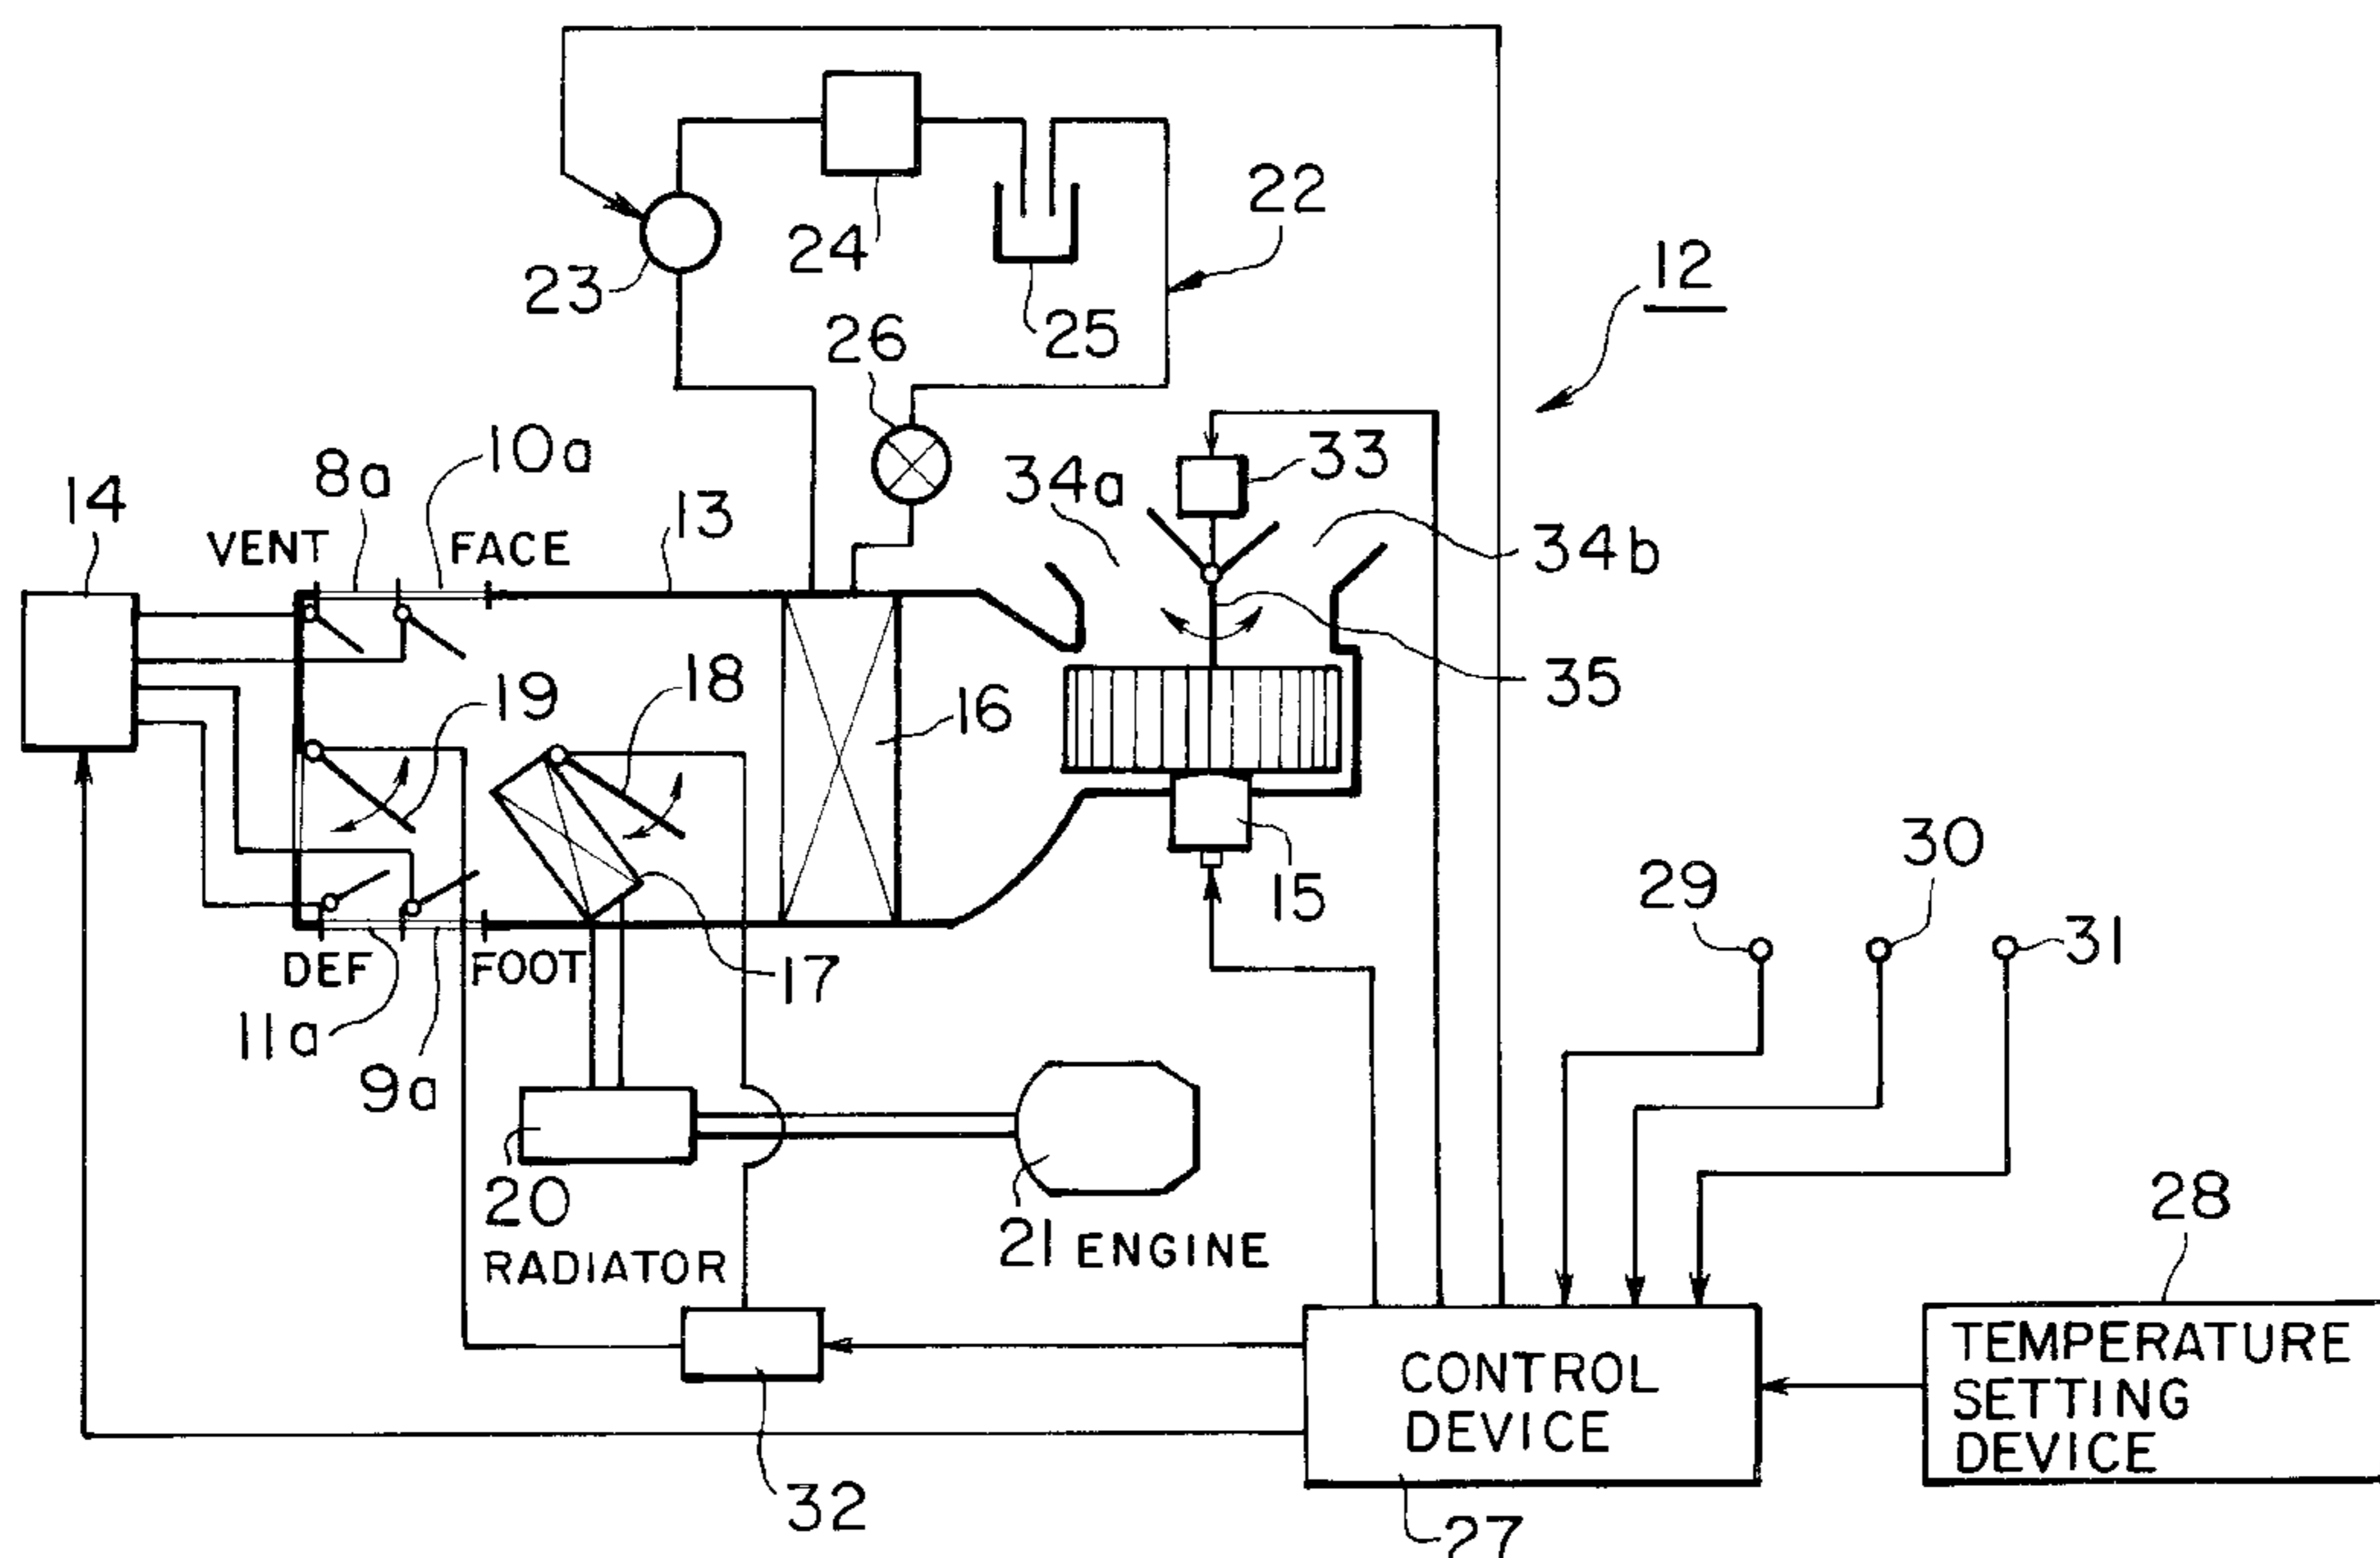 22
12
24
23
25
26
33
10a
8a
34a
14
13
VENT
FACE
34b
18
19
35
16
30
29
15
31
DEF
FOOT
17
11a
9a
28
20
21 ENGINE
RADIATOR
TEMPERATURE
SETTING
DEVICE
CONTROL
DEVICE
32
27